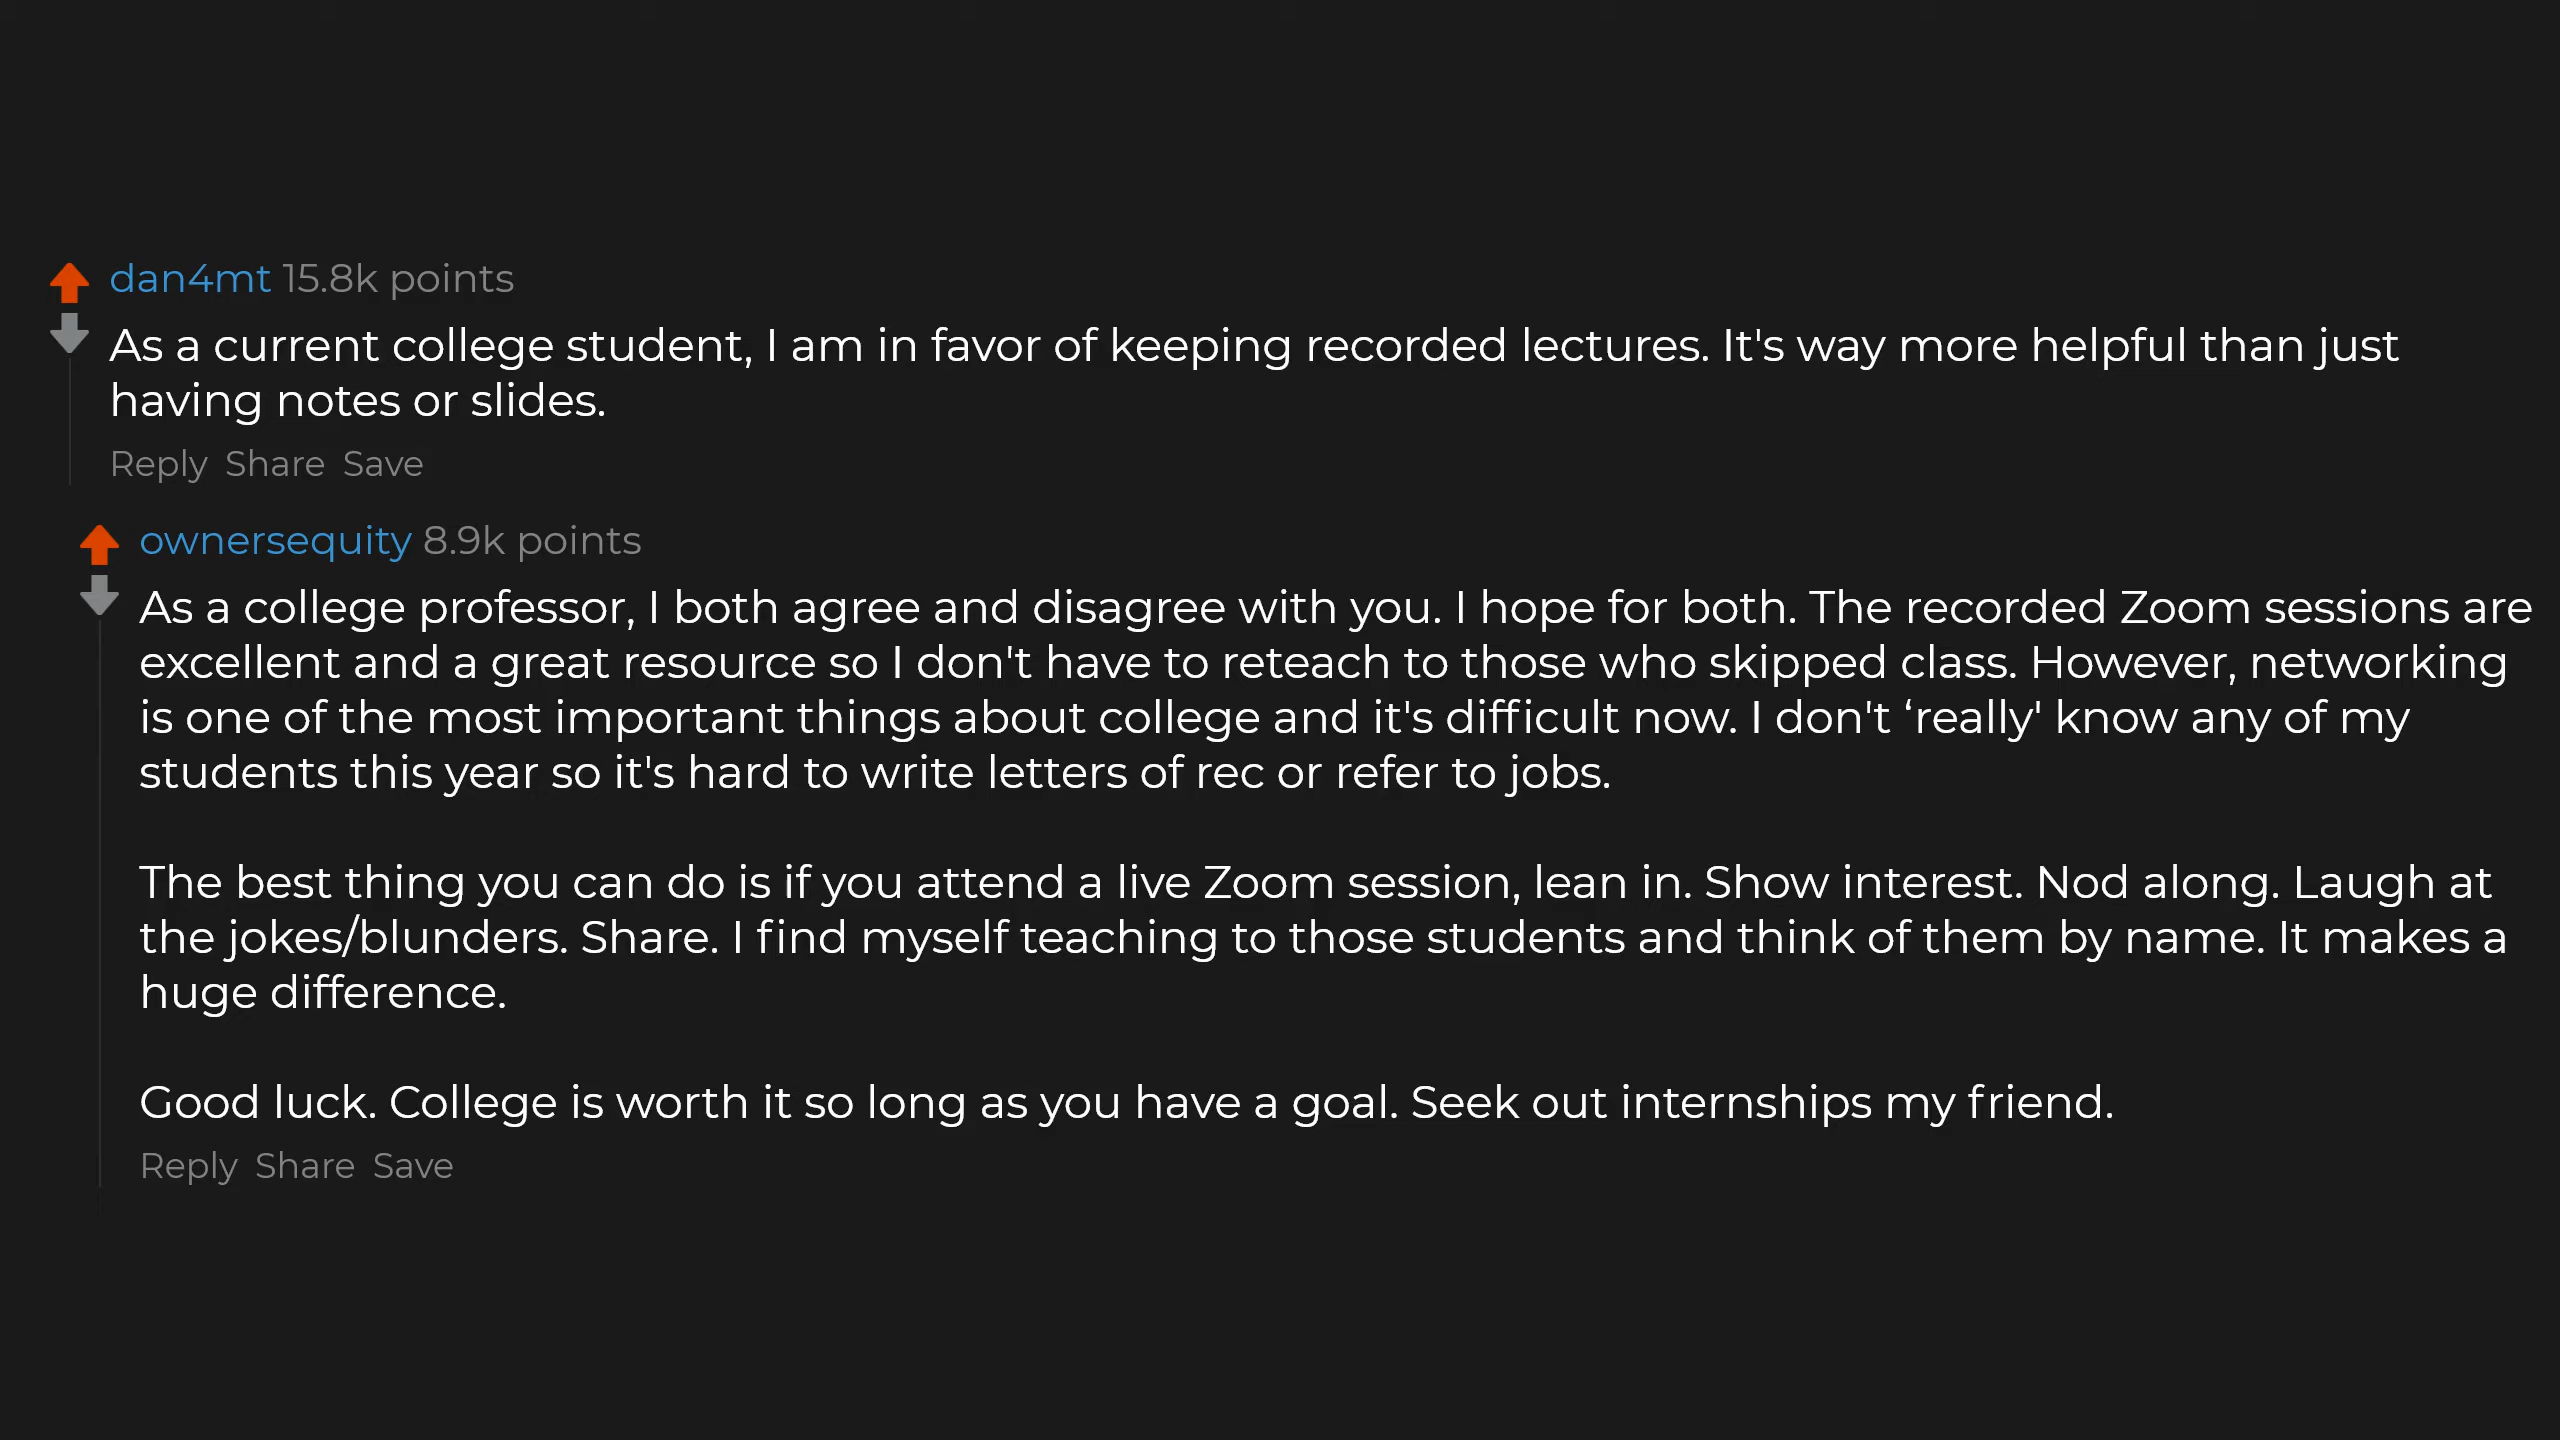 dan4mt 15.8k points
As a current college student, I am in favor of keeping recorded lectures. It's way more helpful than just
having notes or slides.
Reply Share Save
ownersequity 8.9k points
As a college professor, I both agree and disagree with you. I hope for both. The recorded Zoom sessions are
excellent and a great resource so I don't have to reteach to those who skipped class. However, networking
is one of the most important things about college and it's difficult now. I don't ‘really' know any of my
students this year so it's hard to write letters of rec or refer to jobs.
The best thing you can do is if you attend a live Zoom session, lean in. Show interest. Nod along. Laugh at
the jokes/blunders. Share. I find myself teaching to those students and think of them by name. It makes a
huge difference.
Good luck. College is worth it so long as you have a goal. Seek out internships my friend.
Reply Share Save